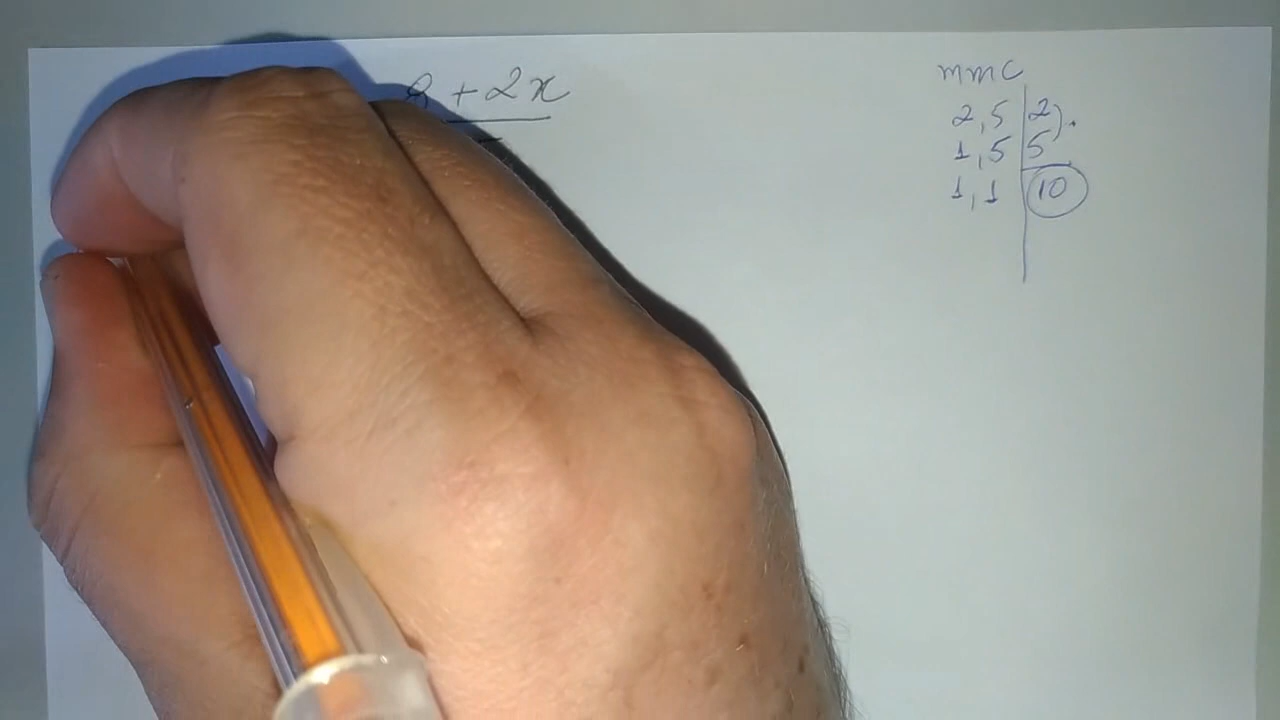 + 2x
mmc
2,5 | 2
1,5 | 5
1,1 | 10